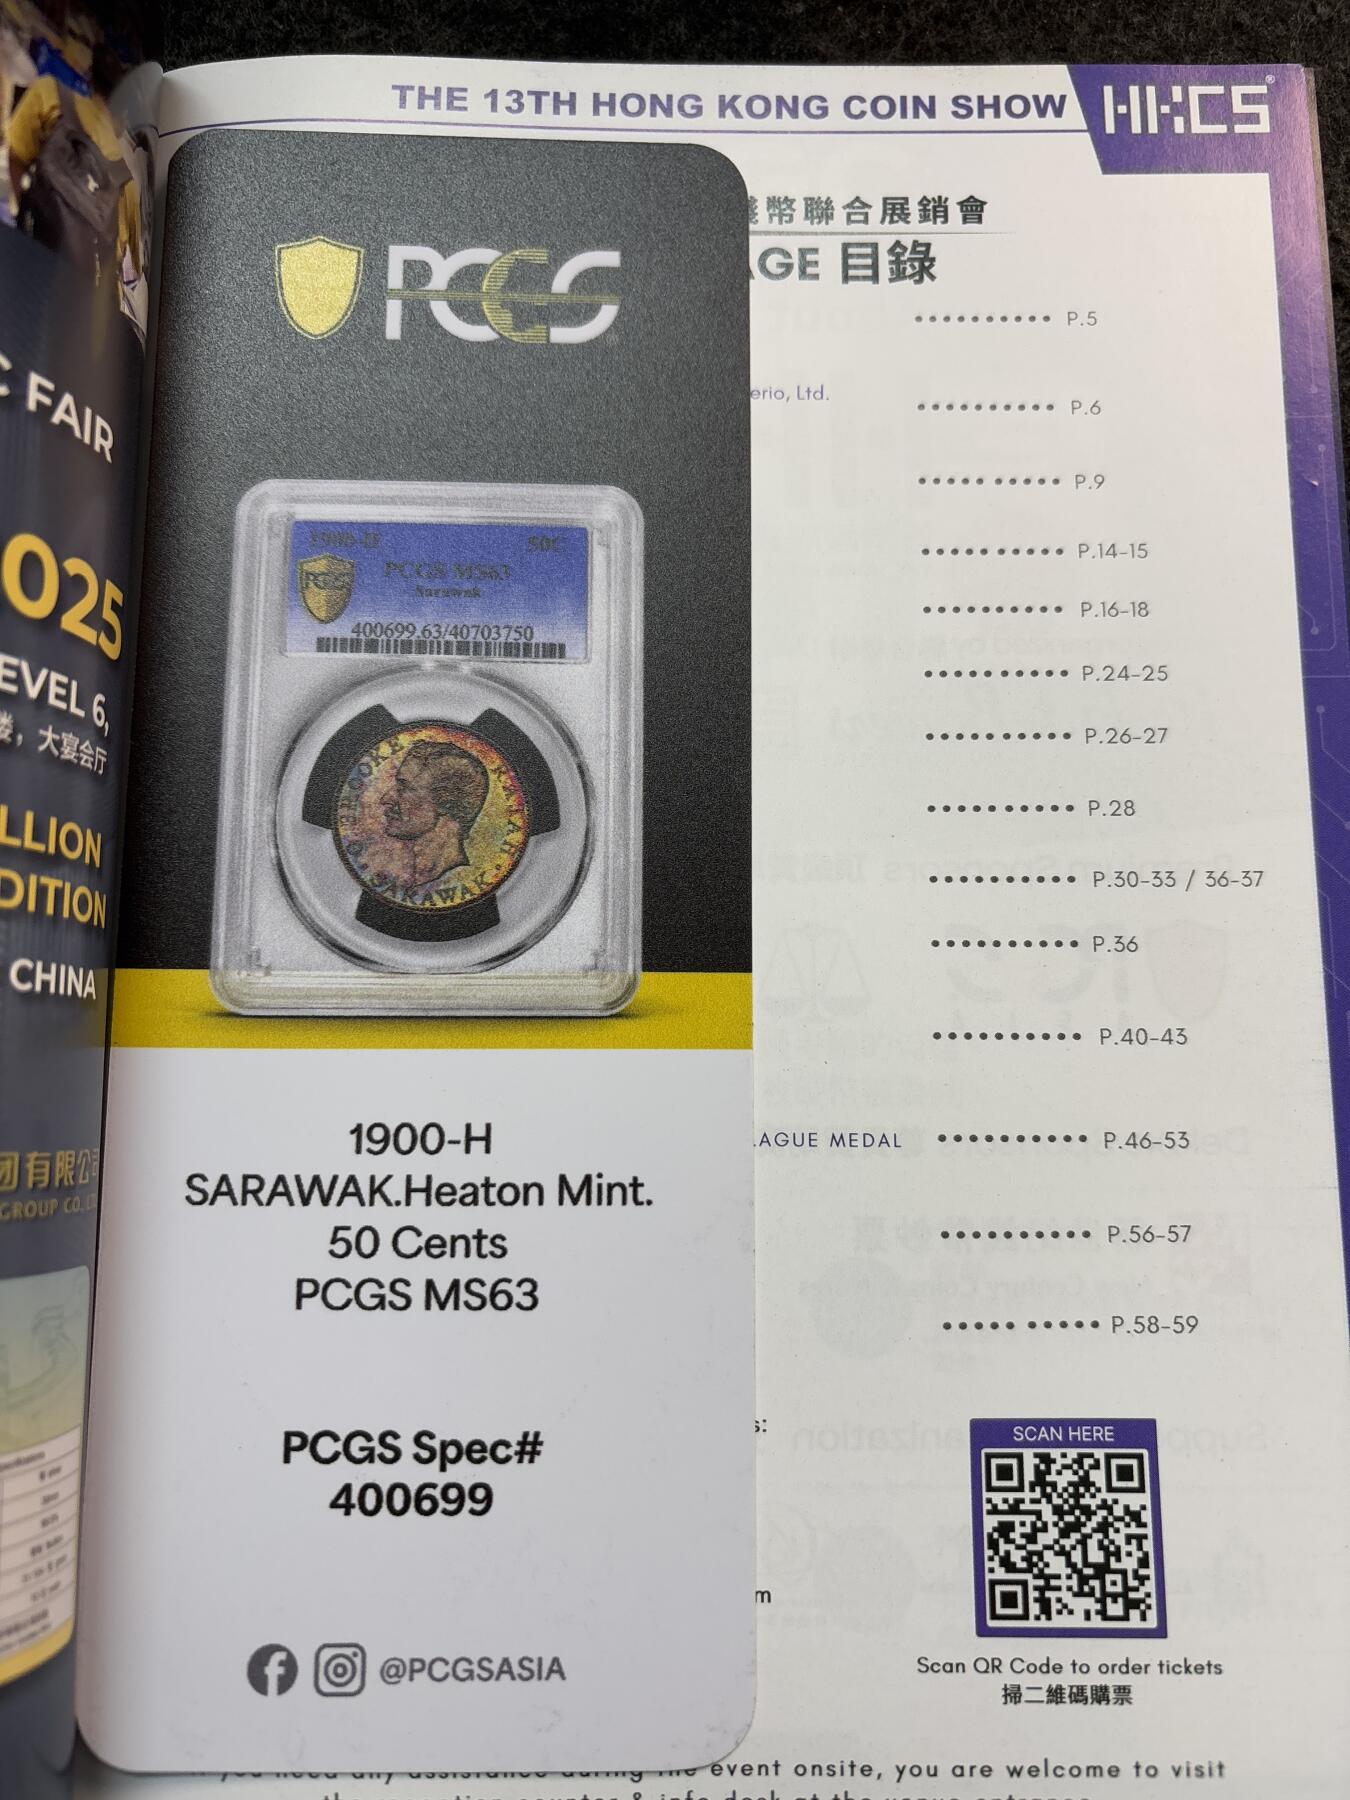 THE 13TH HONG KONG COIN SHOW
HKCS®
幣聯合展銷會
AGE 目錄
P.5
erio, Ltd.
P.6
P.9
P.14-15
P.16-18
P.24-25
P.26-27
P.28
P.30-33 / 36-37
P.36
P.40-43
AGUE MEDAL
P.46-53
P.56-57
P.58-59
s:
m
SCAN HERE
Scan QR Code to order tickets
掃二維碼購票
event onsite, you are welcome to visit
PCGS
1900-H 50C
PCGS MS63
Sarawak
PCGS
400699.63/40703750
BROOKE RAJAH
SARAWAK
1900-H
SARAWAK.Heaton Mint.
50 Cents
PCGS MS63
PCGS Spec#
400699
@PCGSASIA
C FAIR
025
EVEL 6,
楼，大宴会厅
LLION
DITION
CHINA
团有限公司
GROUP CO.